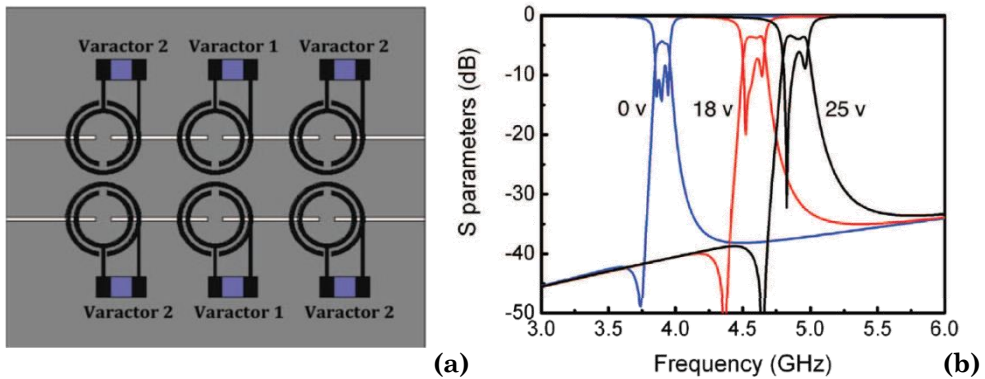 Varactor 2 Varactor 1 Varactor 2
Varactor 2 Varactor 1 Varactor 2
(a)
S parameters (dB)
0
-10
-20
-30
-40
-50
0 v 18 v 25 v
3.0 3.5 4.0 4.5 5.0 5.5 6.0
Frequency (GHz)
(b)